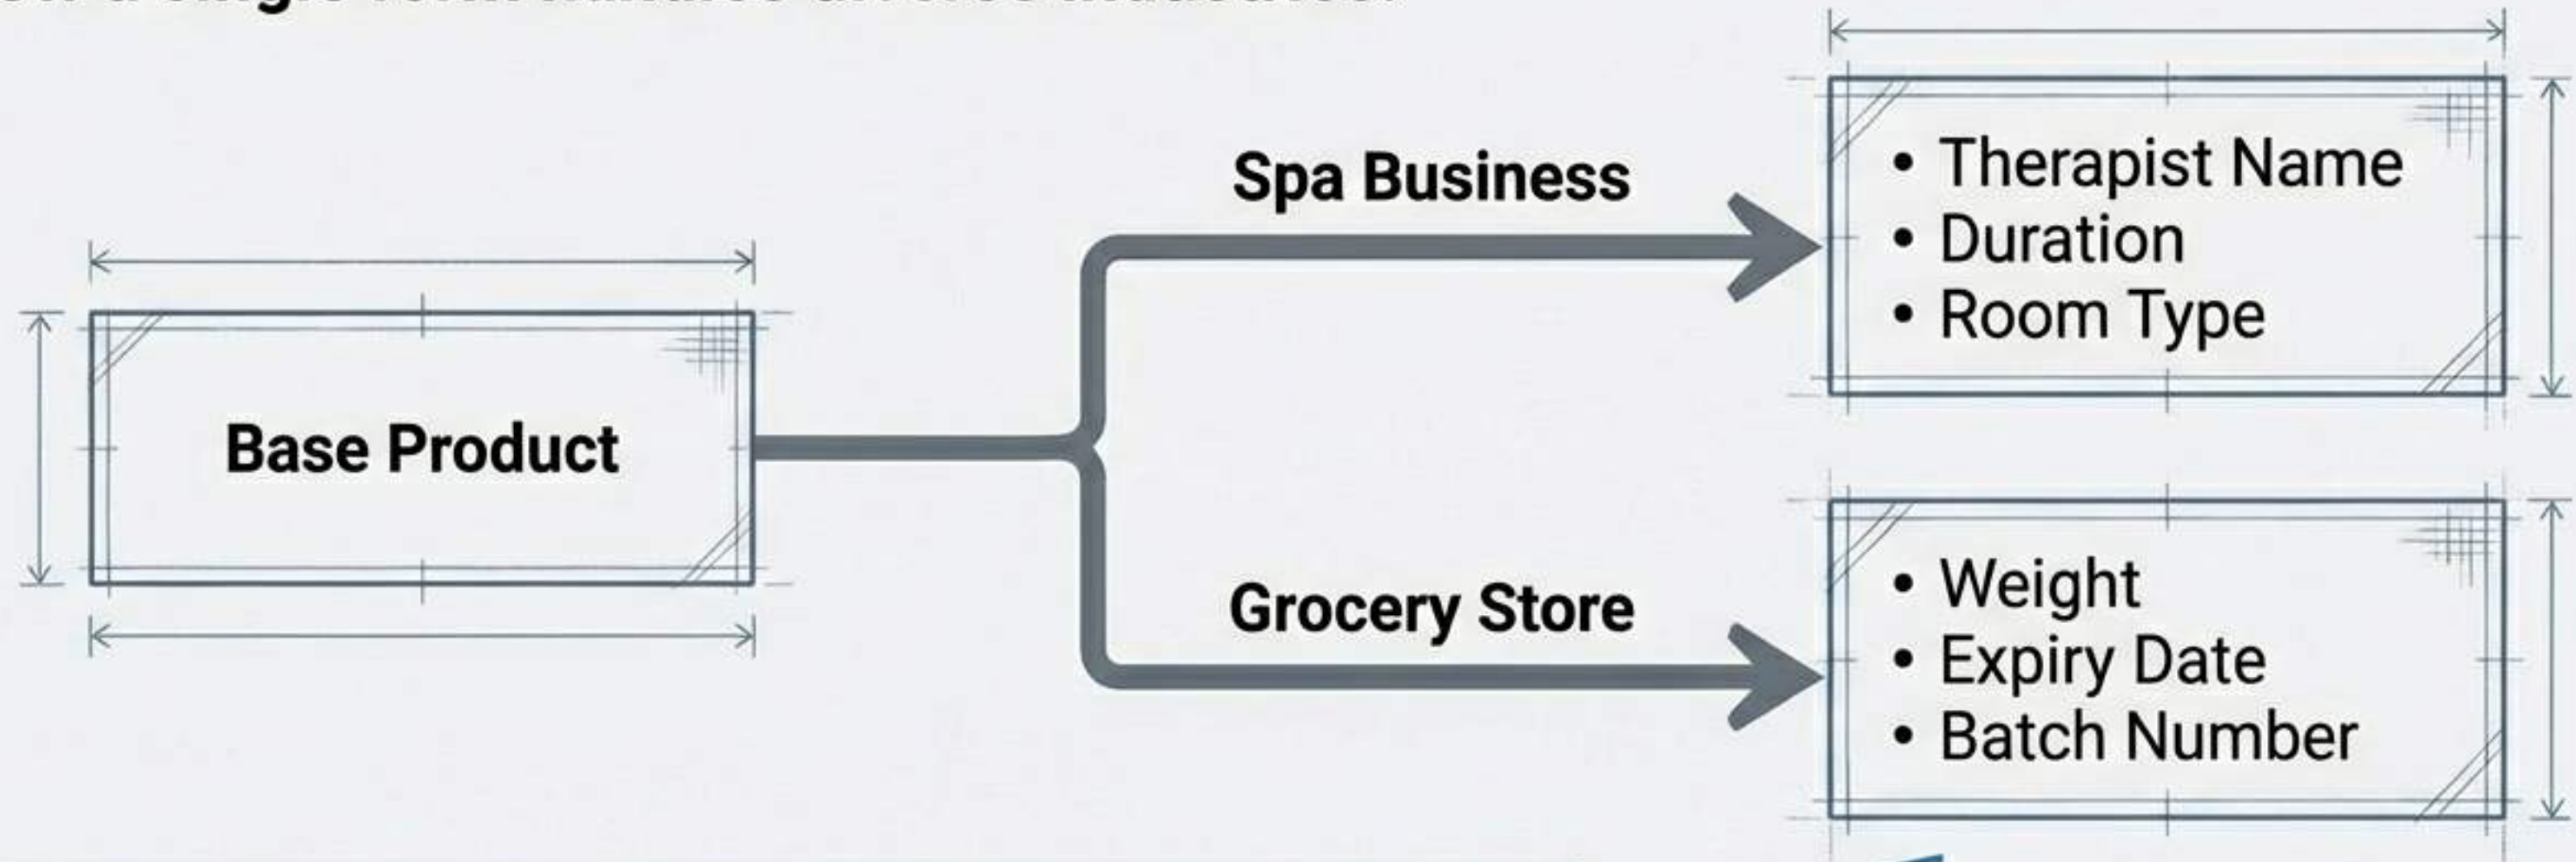 Base Product
Spa Business
• Therapist Name
• Duration
• Room Type
Grocery Store
• Weight
• Expiry Date
• Batch Number